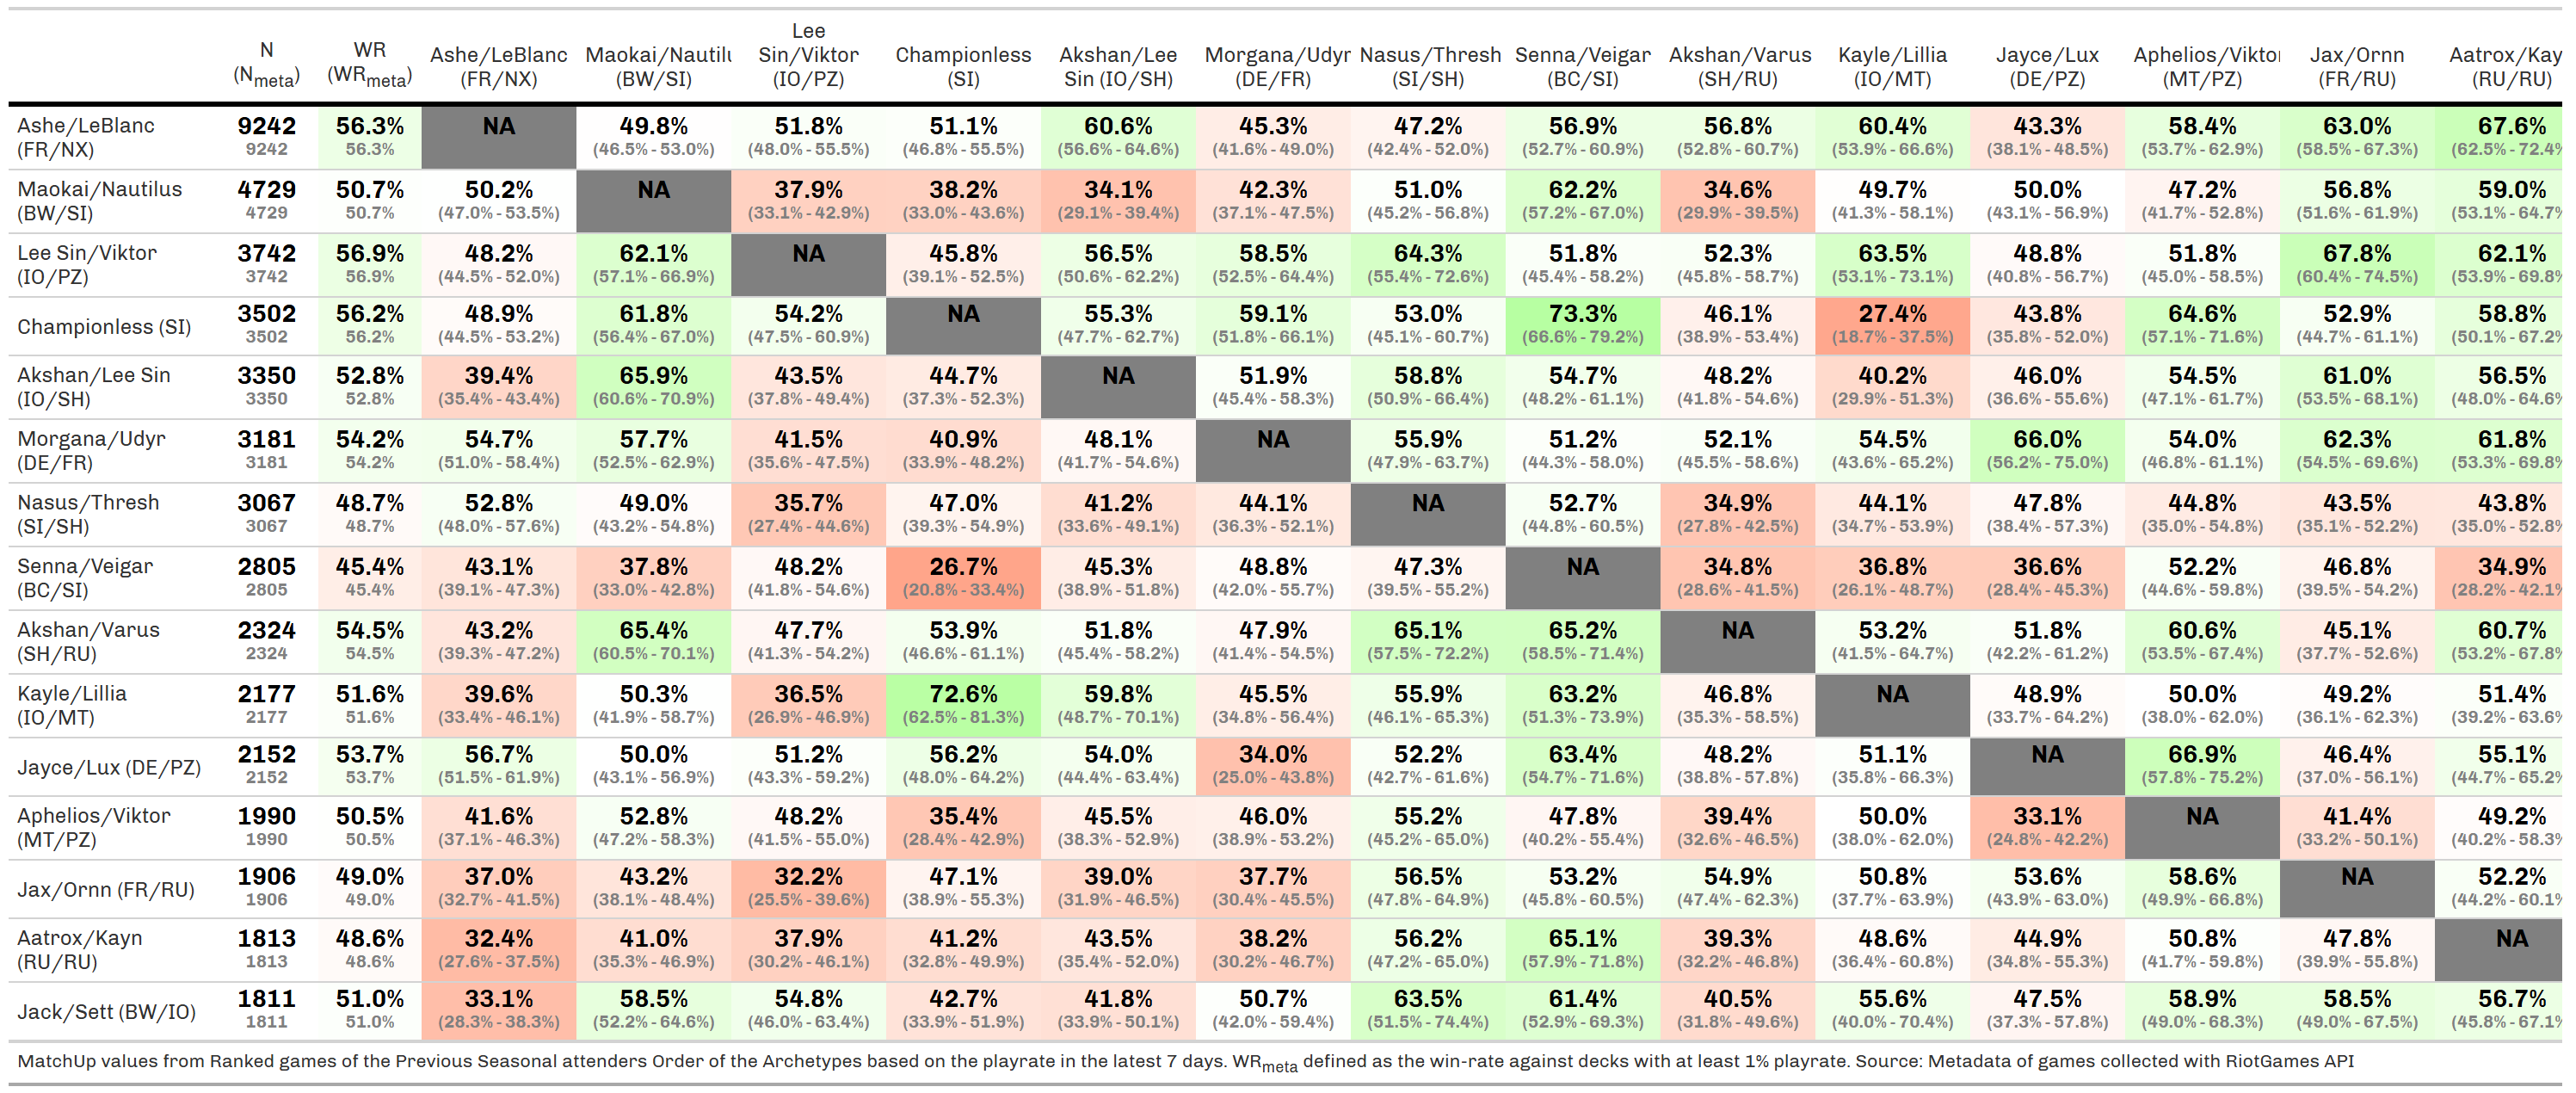 N (N_meta) WR (WR_meta) Ashe/LeBlanc (FR/NX) Maokai/Nautilu (BW/SI) Lee Sin/Viktor (IO/PZ) Championless (SI) Akshan/Lee Sin (IO/SH) Morgana/Udyr (DE/FR) Nasus/Thresh (SI/SH) Senna/Veigar (BC/SI) Akshan/Varus (SH/RU) Kayle/Lillia (IO/MT) Jayce/Lux (DE/PZ) Aphelios/Viktor (MT/PZ) Jax/Ornn (FR/RU) Aatrox/Kay (RU/RU)
Ashe/LeBlanc 9242 56.3% NA 49.8% 51.8% 51.1% 60.6% 45.3% 47.2% 56.9% 56.8% 60.4% 43.3% 58.4% 63.0% 67.6%
(FR/NX) 9242 56.3% (46.5% - 53.0%) (48.0% - 55.5%) (46.8% - 55.5%) (56.6% - 64.6%) (41.6% - 49.0%) (42.4% - 52.0%) (52.7% - 60.9%) (52.8% - 60.7%) (53.9% - 66.6%) (38.1% - 48.5%) (53.7% - 62.9%) (58.5% - 67.3%) (62.5% - 72.4%
Maokai/Nautilus 4729 50.7% 50.2% NA 37.9% 38.2% 34.1% 42.3% 51.0% 62.2% 34.6% 49.7% 50.0% 47.2% 56.8% 59.0%
(BW/SI) 4729 50.7% (47.0% - 53.5%) (33.1% - 42.9%) (33.0% - 43.6%) (29.1% - 39.4%) (37.1% - 47.5%) (45.2% - 56.8%) (57.2% - 67.0%) (29.9% - 39.5%) (41.3% - 58.1%) (43.1% - 56.9%) (41.7% - 52.8%) (51.6% - 61.9%) (53.1% - 64.7%
Lee Sin/Viktor 3742 56.9% 48.2% 62.1% NA 45.8% 56.5% 58.5% 64.3% 51.8% 52.3% 63.5% 48.8% 51.8% 67.8% 62.1%
(IO/PZ) 3742 56.9% (44.5% - 52.0%) (57.1% - 66.9%) (39.1% - 52.5%) (50.6% - 62.2%) (52.5% - 64.4%) (55.4% - 72.6%) (45.4% - 58.2%) (45.8% - 58.7%) (53.1% - 73.1%) (40.8% - 56.7%) (45.0% - 58.5%) (60.4% - 74.5%) (53.9% - 69.8%
Championless (SI) 3502 56.2% 48.9% 61.8% 54.2% NA 55.3% 59.1% 53.0% 73.3% 46.1% 27.4% 43.8% 64.6% 52.9% 58.8%
3502 56.2% (44.5% - 53.2%) (56.4% - 67.0%) (47.5% - 60.9%) (47.7% - 62.7%) (51.8% - 66.1%) (45.1% - 60.7%) (66.6% - 79.2%) (38.9% - 53.4%) (18.7% - 37.5%) (35.8% - 52.0%) (57.1% - 71.6%) (44.7% - 61.1%) (50.1% - 67.2%
Akshan/Lee Sin 3350 52.8% 39.4% 65.9% 43.5% 44.7% NA 51.9% 58.8% 54.7% 48.2% 40.2% 46.0% 54.5% 61.0% 56.5%
(IO/SH) 3350 52.8% (35.4% - 43.4%) (60.6% - 70.9%) (37.8% - 49.4%) (37.3% - 52.3%) (45.4% - 58.3%) (50.9% - 66.4%) (48.2% - 61.1%) (41.8% - 54.6%) (29.9% - 51.3%) (36.6% - 55.6%) (47.1% - 61.7%) (53.5% - 68.1%) (48.0% - 64.6%
Morgana/Udyr 3181 54.2% 54.7% 57.7% 41.5% 40.9% 48.1% NA 55.9% 51.2% 52.1% 54.5% 66.0% 54.0% 62.3% 61.8%
(DE/FR) 3181 54.2% (51.0% - 58.4%) (52.5% - 62.9%) (35.6% - 47.5%) (33.9% - 48.2%) (41.7% - 54.6%) (47.9% - 63.7%) (44.3% - 58.0%) (45.5% - 58.6%) (43.6% - 65.2%) (56.2% - 75.0%) (46.8% - 61.1%) (54.5% - 69.6%) (53.3% - 69.8%
Nasus/Thresh 3067 48.7% 52.8% 49.0% 35.7% 47.0% 41.2% 44.1% NA 52.7% 34.9% 44.1% 47.8% 44.8% 43.5% 43.8%
(SI/SH) 3067 48.7% (48.0% - 57.6%) (43.2% - 54.8%) (27.4% - 44.6%) (39.3% - 54.9%) (33.6% - 49.1%) (36.3% - 52.1%) (44.8% - 60.5%) (27.8% - 42.5%) (34.7% - 53.9%) (38.4% - 57.3%) (35.0% - 54.8%) (35.1% - 52.2%) (35.0% - 52.8%
Senna/Veigar 2805 45.4% 43.1% 37.8% 48.2% 26.7% 45.3% 48.8% 47.3% NA 34.8% 36.8% 36.6% 52.2% 46.8% 34.9%
(BC/SI) 2805 45.4% (39.1% - 47.3%) (33.0% - 42.8%) (41.8% - 54.6%) (20.8% - 33.4%) (38.9% - 51.8%) (42.0% - 55.7%) (39.5% - 55.2%) (28.6% - 41.5%) (26.1% - 48.7%) (28.4% - 45.3%) (44.6% - 59.8%) (39.5% - 54.2%) (28.2% - 42.1%
Akshan/Varus 2324 54.5% 43.2% 65.4% 47.7% 53.9% 51.8% 47.9% 65.1% 65.2% NA 53.2% 51.8% 60.6% 45.1% 60.7%
(SH/RU) 2324 54.5% (39.3% - 47.2%) (60.5% - 70.1%) (41.3% - 54.2%) (46.6% - 61.1%) (45.4% - 58.2%) (41.4% - 54.5%) (57.5% - 72.2%) (58.5% - 71.4%) (41.5% - 64.7%) (42.2% - 61.2%) (53.5% - 67.4%) (37.7% - 52.6%) (53.2% - 67.8%
Kayle/Lillia 2177 51.6% 39.6% 50.3% 36.5% 72.6% 59.8% 45.5% 55.9% 63.2% 46.8% NA 48.9% 50.0% 49.2% 51.4%
(IO/MT) 2177 51.6% (33.4% - 46.1%) (41.9% - 58.7%) (26.9% - 46.9%) (62.5% - 81.3%) (48.7% - 70.1%) (34.8% - 56.4%) (46.1% - 65.3%) (51.3% - 73.9%) (35.3% - 58.5%) (33.7% - 64.2%) (38.0% - 62.0%) (36.1% - 62.3%) (39.2% - 63.6%
Jayce/Lux (DE/PZ) 2152 53.7% 56.7% 50.0% 51.2% 56.2% 54.0% 34.0% 52.2% 63.4% 48.2% 51.1% NA 66.9% 46.4% 55.1%
2152 53.7% (51.5% - 61.9%) (43.1% - 56.9%) (43.3% - 59.2%) (48.0% - 64.2%) (44.4% - 63.4%) (25.0% - 43.8%) (42.7% - 61.6%) (54.7% - 71.6%) (38.8% - 57.8%) (35.8% - 66.3%) (57.8% - 75.2%) (37.0% - 56.1%) (44.7% - 65.2%
Aphelios/Viktor 1990 50.5% 41.6% 52.8% 48.2% 35.4% 45.5% 46.0% 55.2% 47.8% 39.4% 50.0% 33.1% NA 41.4% 49.2%
(MT/PZ) 1990 50.5% (37.1% - 46.3%) (47.2% - 58.3%) (41.5% - 55.0%) (28.4% - 42.9%) (38.3% - 52.9%) (38.9% - 53.2%) (45.2% - 65.0%) (40.2% - 55.4%) (32.6% - 46.5%) (38.0% - 62.0%) (24.8% - 42.2%) (33.2% - 50.1%) (40.2% - 58.3%
Jax/Ornn (FR/RU) 1906 49.0% 37.0% 43.2% 32.2% 47.1% 39.0% 37.7% 56.5% 53.2% 54.9% 50.8% 53.6% 58.6% NA 52.2%
1906 49.0% (32.7% - 41.5%) (38.1% - 48.4%) (25.5% - 39.6%) (38.9% - 55.3%) (31.9% - 46.5%) (30.4% - 45.5%) (47.8% - 64.9%) (45.8% - 60.5%) (47.4% - 62.3%) (37.7% - 63.9%) (43.9% - 63.0%) (49.9% - 66.8%) (44.2% - 60.1%
Aatrox/Kayn 1813 48.6% 32.4% 41.0% 37.9% 41.2% 43.5% 38.2% 56.2% 65.1% 39.3% 48.6% 44.9% 50.8% 47.8% NA
(RU/RU) 1813 48.6% (27.6% - 37.5%) (35.3% - 46.9%) (30.2% - 46.1%) (32.8% - 49.9%) (35.4% - 52.0%) (30.2% - 46.7%) (47.2% - 65.0%) (57.9% - 71.8%) (32.2% - 46.8%) (36.4% - 60.8%) (34.8% - 55.3%) (41.7% - 59.8%) (39.9% - 55.8%)
Jack/Sett (BW/IO) 1811 51.0% 33.1% 58.5% 54.8% 42.7% 41.8% 50.7% 63.5% 61.4% 40.5% 55.6% 47.5% 58.9% 58.5% 56.7%
1811 51.0% (28.3% - 38.3%) (52.2% - 64.6%) (46.0% - 63.4%) (33.9% - 51.9%) (33.9% - 50.1%) (42.0% - 59.4%) (51.5% - 74.4%) (52.9% - 69.3%) (31.8% - 49.6%) (40.0% - 70.4%) (37.3% - 57.8%) (49.0% - 68.3%) (49.0% - 67.5%) (45.8% - 67.1%
MatchUp values from Ranked games of the Previous Seasonal attenders Order of the Archetypes based on the playrate in the latest 7 days. WR_meta defined as the win-rate against decks with at least 1% playrate. Source: Metadata of games collected with RiotGames API